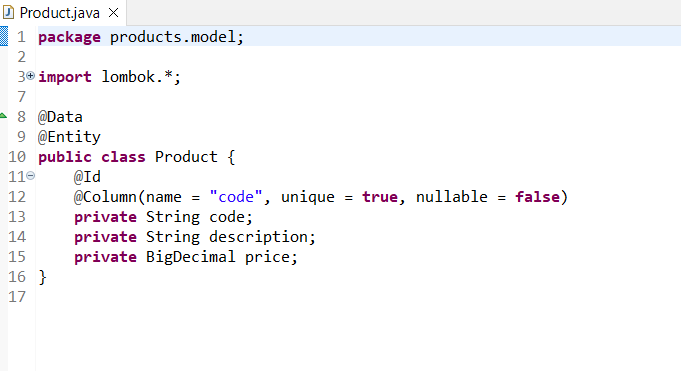 Product.java
1 package products.model;
2
3 import lombok.*;
7
8 @Data
9 @Entity
10 public class Product {
11 @Id
12 @Column(name = "code", unique = true, nullable = false)
13 private String code;
14 private String description;
15 private BigDecimal price;
16 }
17